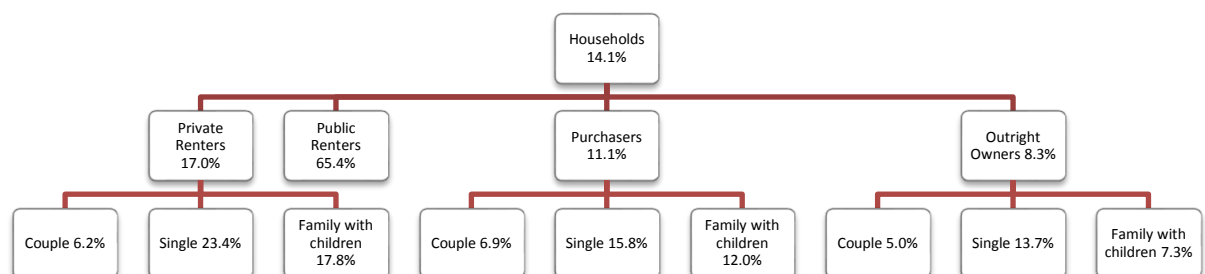 Households
14.1%
Private
Renters
17.0%
Public
Renters
65.4%
Purchasers
11.1%
Outright
Owners 8.3%
Couple 6.2%
Single 23.4%
Family with
children
17.8%
Couple 6.9%
Single 15.8%
Family with
children
12.0%
Couple 5.0%
Single 13.7%
Family with
children 7.3%